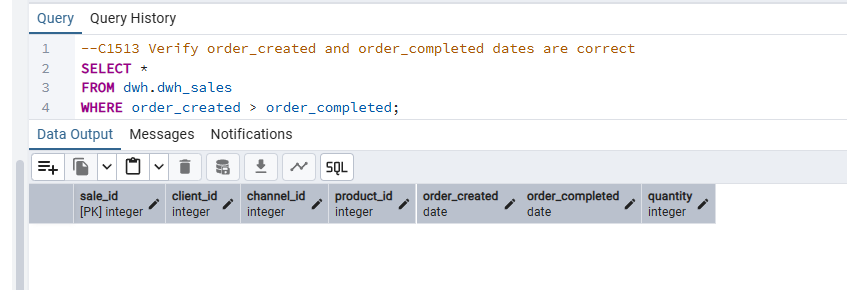 Query Query History
1 --C1513 Verify order_created and order_completed dates are correct
2 SELECT *
3 FROM dwh.dwh_sales
4 WHERE order_created > order_completed;
Data Output Messages Notifications
SQL
sale_id client_id channel_id product_id order_created order_completed quantity
[PK] integer integer integer integer date date integer